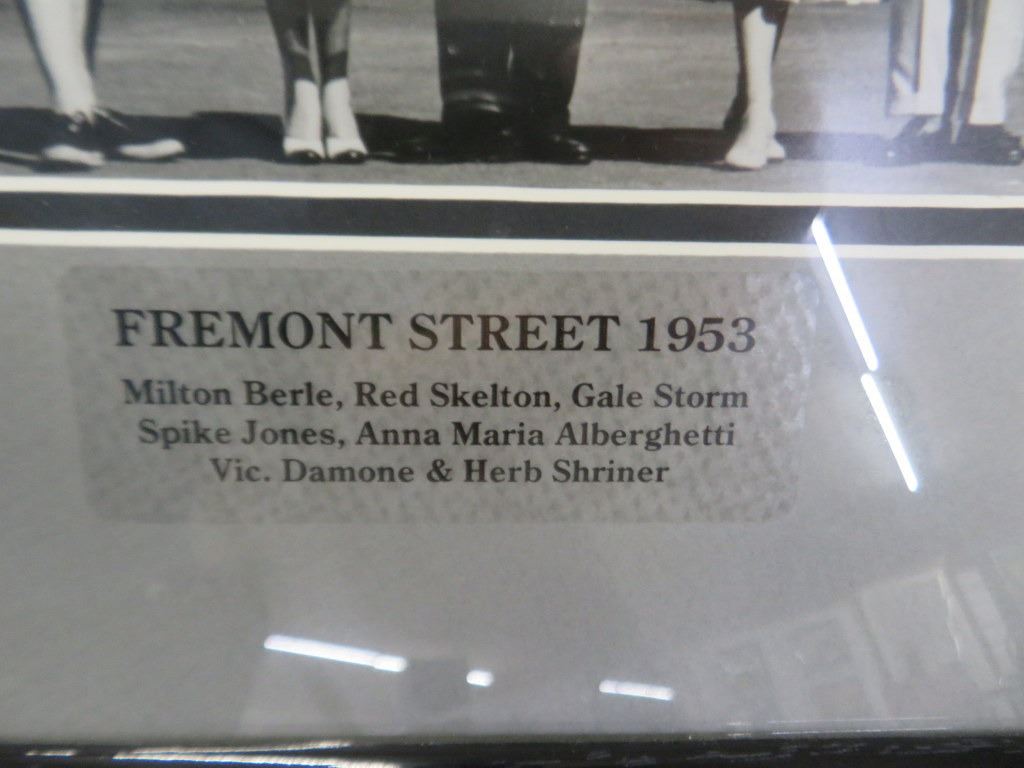 FREMONT STREET 1953
Milton Berle, Red Skelton, Gale Storm
Spike Jones, Anna Maria Alberghetti
Vic. Damone & Herb Shriner